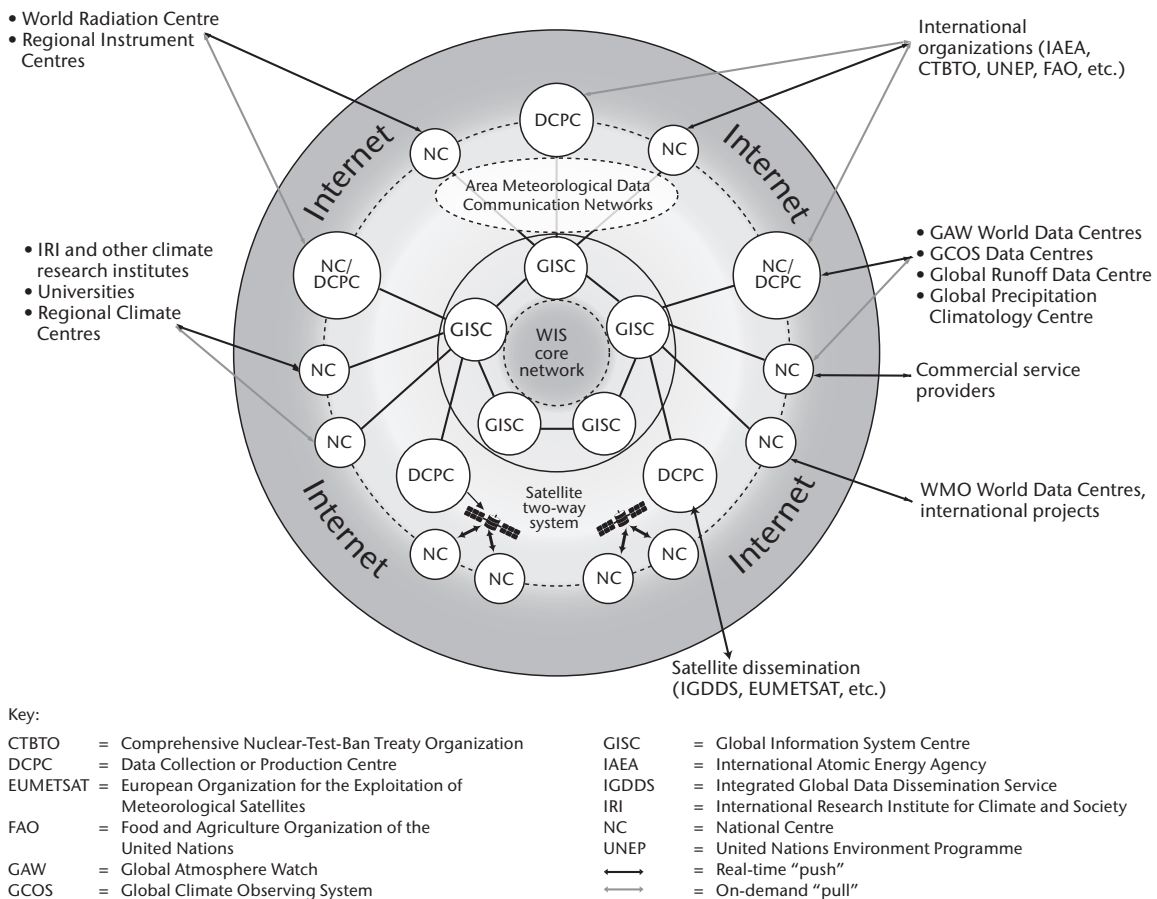 • World Radiation Centre
• Regional Instrument
Centres
International
organizations (IAEA,
CTBTO, UNEP, FAO, etc.)
DCPC
NC
NC
Internet
Internet
Area Meteorological Data
Communication Networks
• IRI and other climate
research institutes
• Universities
• Regional Climate
Centres
NC/
DCPC
GISC
NC/
DCPC
• GAW World Data Centres
• GCOS Data Centres
• Global Runoff Data Centre
• Global Precipitation
Climatology Centre
GISC
GISC
WIS
core
network
NC
NC
Commercial service
providers
GISC
GISC
NC
NC
DCPC
DCPC
Internet
Internet
Satellite
two-way
system
WMO World Data Centres,
international projects
NC
NC
NC
NC
Satellite dissemination
(IGDDS, EUMETSAT, etc.)
Key:
CTBTO = Comprehensive Nuclear-Test-Ban Treaty Organization
DCPC = Data Collection or Production Centre
EUMETSAT = European Organization for the Exploitation of
Meteorological Satellites
FAO = Food and Agriculture Organization of the
United Nations
GAW = Global Atmosphere Watch
GCOS = Global Climate Observing System
GISC = Global Information System Centre
IAEA = International Atomic Energy Agency
IGDDS = Integrated Global Data Dissemination Service
IRI = International Research Institute for Climate and Society
NC = National Centre
UNEP = United Nations Environment Programme
= Real-time “push”
= On-demand “pull”